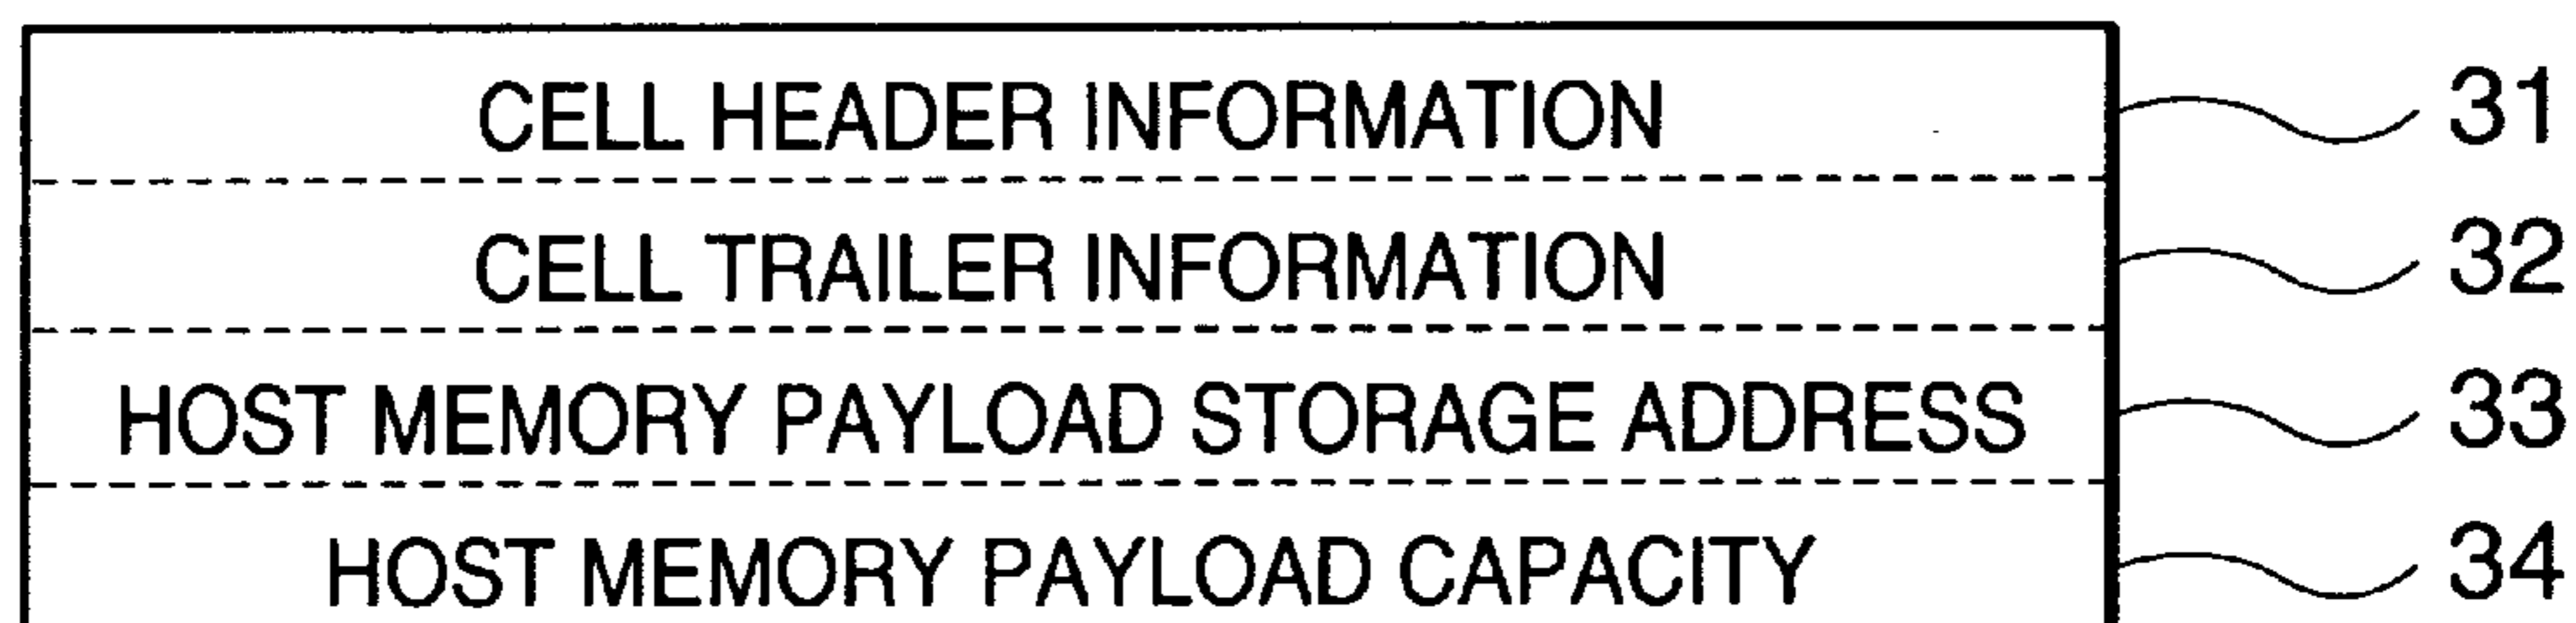 CELL HEADER INFORMATION 31
CELL TRAILER INFORMATION 32
HOST MEMORY PAYLOAD STORAGE ADDRESS 33
HOST MEMORY PAYLOAD CAPACITY 34